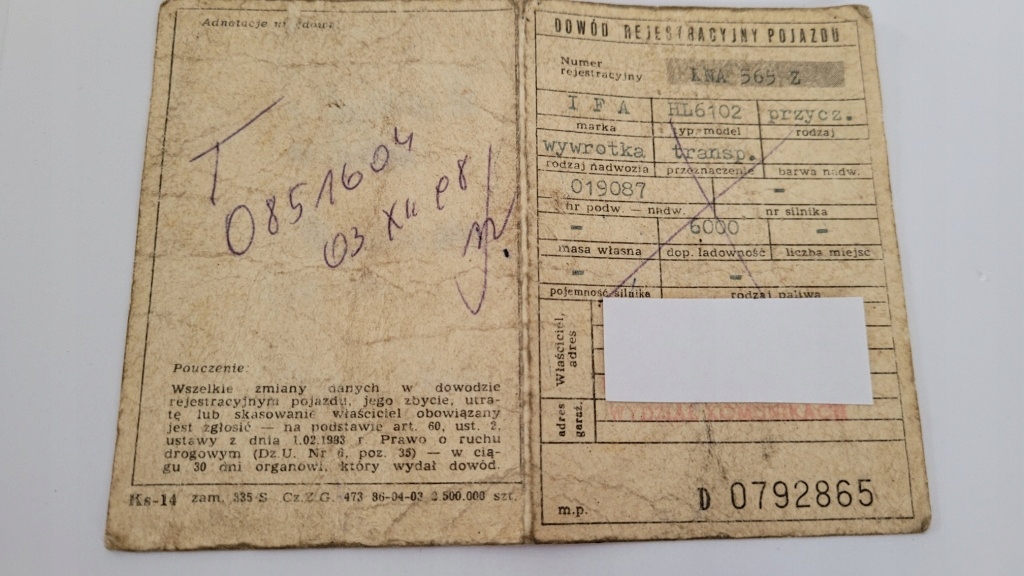 Adnotacje
T
0851604
03 XII
Pouczenie:
Wszelkie zmiany danych w dowodzie
rejestracyjnym pojazdu, jego zbycie, utra-
tę lub skasowanie właściciel obowiązany
jest zgłosić — na podstawie art. 60, ust. 2,
ustawy z dnia 1.02.1983 r Prawo o ruchu
drogowym (Dz.U. Nr 6, poz. 35) — w cią-
gu 30 dni organowi, który wydał dowód.
Ks-14 zam. 335-S Cz.Z.G. 473 86-04-03 2 500.000 szt.
DOWÓD REJESTRACYJNY POJAZDU
Numer
rejestracyjny
KNA 565 Z
IFA HL6102 przycz.
marka typ, model rodzaj
wywrotka transp.
rodzaj nadwozia przeznaczenie barwa nadw.
019087 -
nr podw. — nadw. nr silnika
- 6000 -
masa własna dop. ładowność liczba miejsc
- -
pojemność silnika rodzaj paliwa
Właściciel,
adres
adres
garaż.
WYDZIAŁ KOMUNIKACJI
m.p.
D 0792865